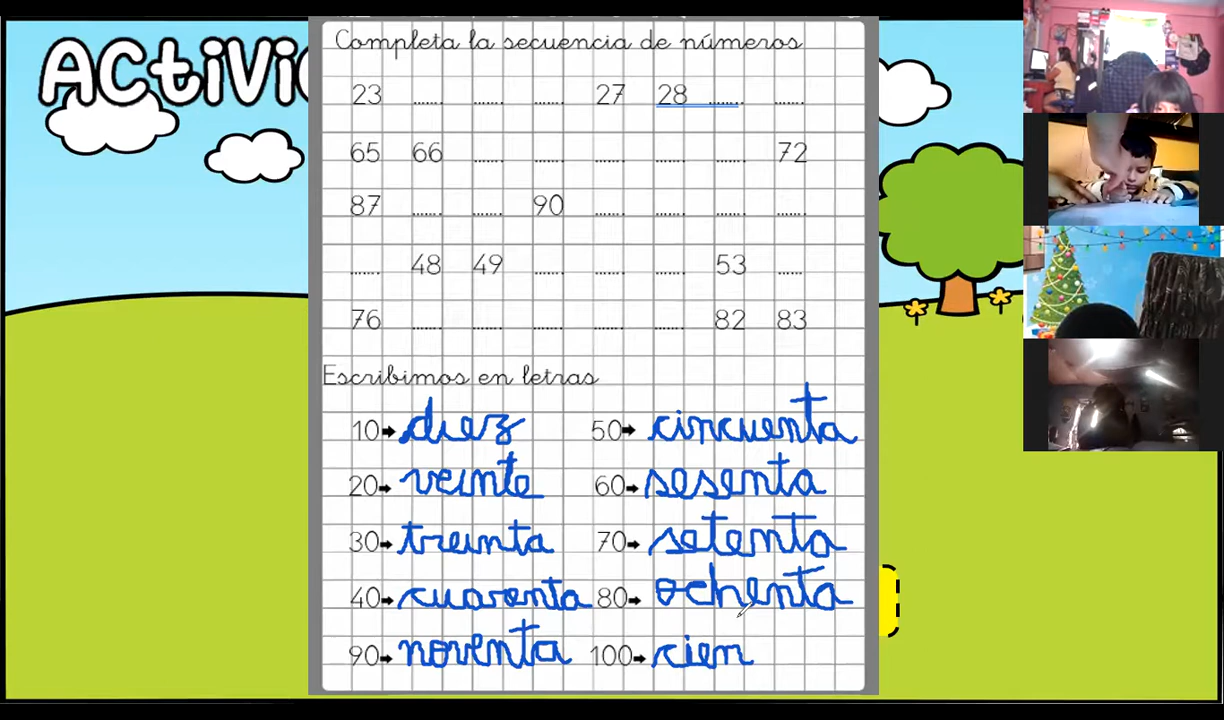 ACtiVi
Completa la secuencia de números
23 ...... ...... ...... 27 28 ...... ......
65 66 ...... ...... ...... ...... ...... 72
87 ...... ...... 90 ...... ...... ...... ......
...... 48 49 ...... ...... ...... 53 ......
76 ...... ...... ...... ...... ...... 82 83
Escribimos en letras
10➡ diez 50➡ cincuenta
20➡ veinte 60➡ sesenta
30➡ treinta 70➡ setenta
40➡ cuarenta 80➡ ochenta
90➡ noventa 100➡ cien